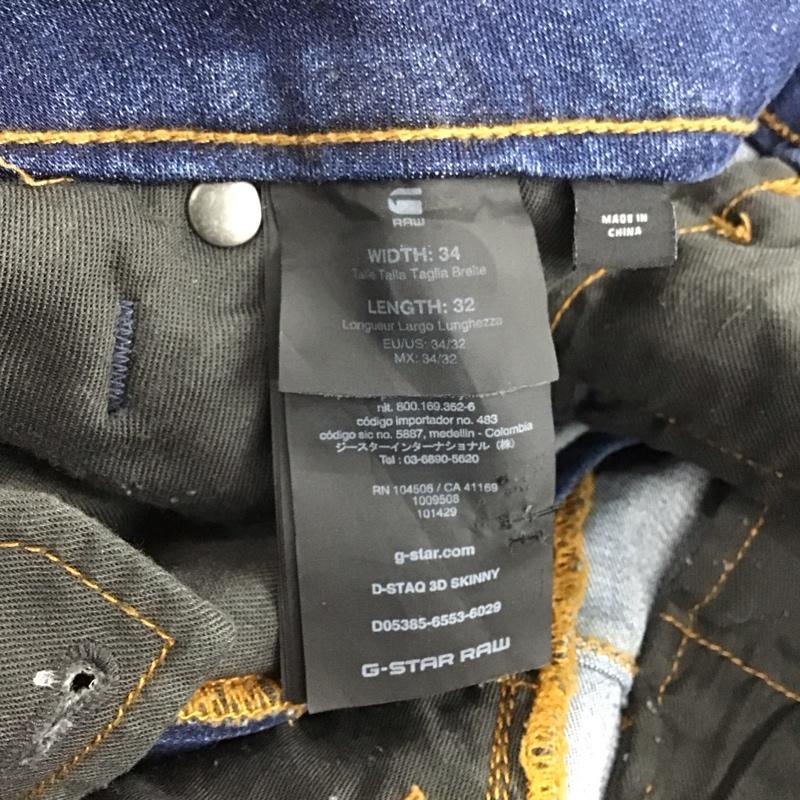 RAW
WIDTH: 34
Taille Talla Taglia Breite
LENGTH: 32
Longueur Largo Lunghezza
EU/US: 34/32
MX: 34/32
MADE IN
CHINA
nit. 800.169.362-6
código importador no. 483
código sic no. 5887, medellin - Colombia
ジースターインターナショナル（株）
Tel : 03-6890-5620
RN 104506 / CA 41169
1009508
101429
g-star.com
D-STAQ 3D SKINNY
D05385-6553-6029
G-STAR RAW